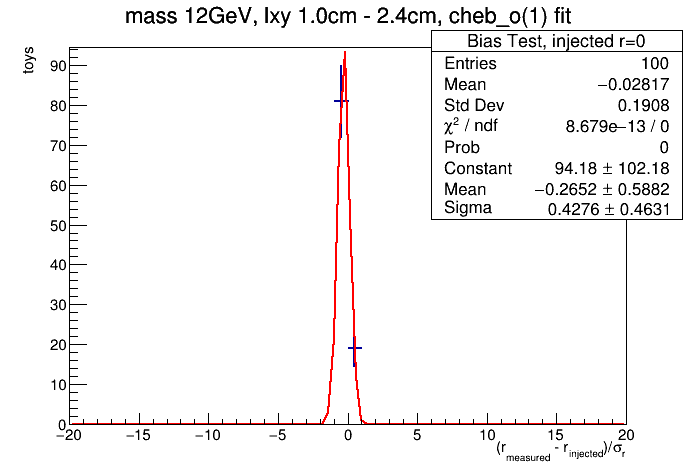 mass 12GeV, lxy 1.0cm - 2.4cm, cheb_o(1) fit
toys
Bias Test, injected r=0
Entries 100
Mean −0.02817
Std Dev 0.1908
χ² / ndf 8.679e−13 / 0
Prob 0
Constant 94.18 ± 102.18
Mean −0.2652 ± 0.5882
Sigma 0.4276 ± 0.4631
90
80
70
60
50
40
30
20
10
0
−20 −15 −10 −5 0 5 10 15 20
(r_measured - r_injected)/σ_r